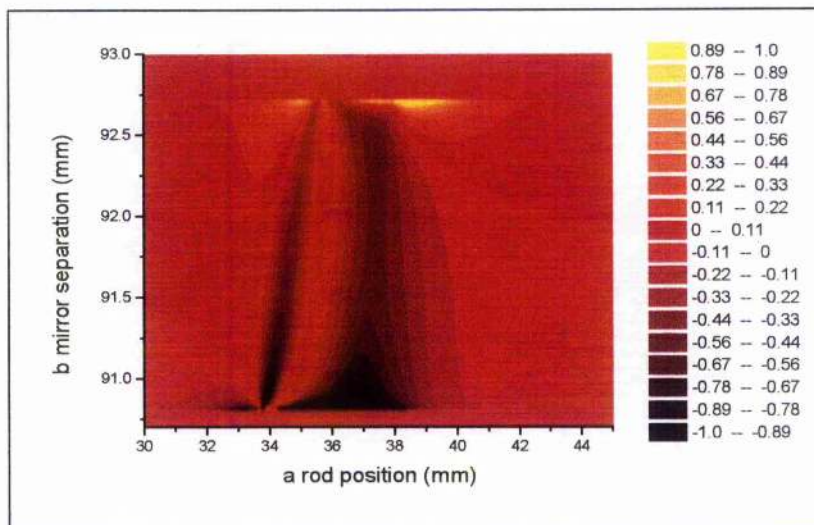 93.0
92.5
92.0
91.5
91.0
b mirror separation (mm)
30 32 34 36 38 40 42 44
a rod position (mm)
0.89 -- 1.0
0.78 -- 0.89
0.67 -- 0.78
0.56 -- 0.67
0.44 -- 0.56
0.33 -- 0.44
0.22 -- 0.33
0.11 -- 0.22
0 -- 0.11
-0.11 -- 0
-0.22 -- -0.11
-0.33 -- -0.22
-0.44 -- -0.33
-0.56 -- -0.44
-0.67 -- -0.56
-0.78 -- -0.67
-0.89 -- -0.78
-1.0 -- -0.89